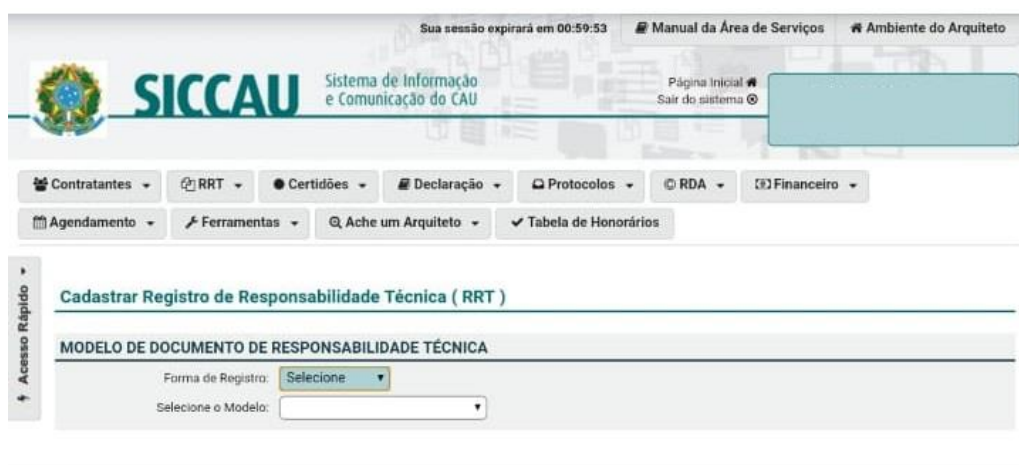 Sua sessão expirará em 00:59:53 Manual da Área de Serviços Ambiente do Arquiteto
SICCAU
Sistema de Informação
e Comunicação do CAU
Página Inicial
Sair do sistema
Contratantes RRT Certidões Declaração Protocolos RDA Financeiro
Agendamento Ferramentas Ache um Arquiteto Tabela de Honorários
Acesso Rápido
Cadastrar Registro de Responsabilidade Técnica ( RRT )
MODELO DE DOCUMENTO DE RESPONSABILIDADE TÉCNICA
Forma de Registro: Selecione
Selecione o Modelo: